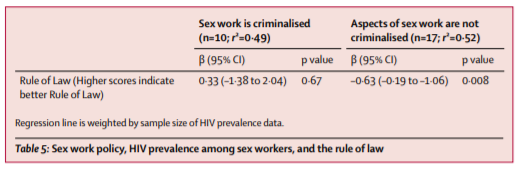 Sex work is criminalised
(n=10; r²=0·49)
Aspects of sex work are not
criminalised (n=17; r²=0·52)
β (95% CI) p value β (95% CI) p value
Rule of Law (Higher scores indicate
better Rule of Law)
0·33 (–1·38 to 2·04) 0·67 –0·63 (–0·19 to –1·06) 0·008
Regression line is weighted by sample size of HIV prevalence data.
Table 5: Sex work policy, HIV prevalence among sex workers, and the rule of law